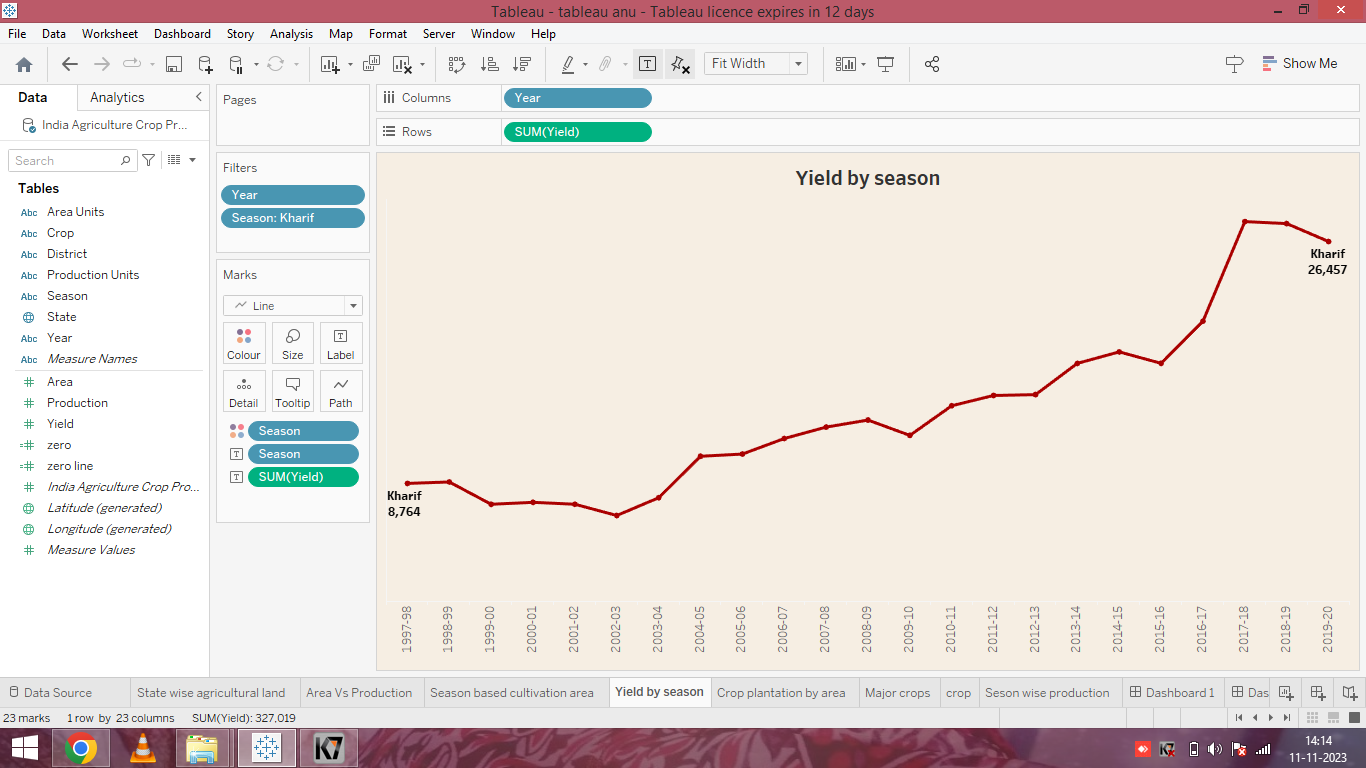 Tableau - tableau anu - Tableau licence expires in 12 days
File Data Worksheet Dashboard Story Analysis Map Format Server Window Help
Fit Width
Show Me
Data Analytics
India Agriculture Crop Pr...
Search
Tables
Abc Area Units
Abc Crop
Abc District
Abc Production Units
Abc Season
State
Abc Year
Abc Measure Names
Area
Production
Yield
zero
zero line
India Agriculture Crop Pro...
Latitude (generated)
Longitude (generated)
Measure Values
Pages
Filters
Year
Season: Kharif
Marks
Line
Colour Size Label
Detail Tooltip Path
Season
Season
SUM(Yield)
Columns Year
Rows SUM(Yield)
Yield by season
Kharif
26,457
Kharif
8,764
1997-98
1998-99
1999-00
2000-01
2001-02
2002-03
2003-04
2004-05
2005-06
2006-07
2007-08
2008-09
2009-10
2010-11
2011-12
2012-13
2013-14
2014-15
2015-16
2016-17
2017-18
2018-19
2019-20
Data Source State wise agricultural land Area Vs Production Season based cultivation area Yield by season Crop plantation by area Major crops crop Seson wise production Dashboard 1 Das
23 marks 1 row by 23 columns SUM(Yield): 327,019
K7
14:14
11-11-2023